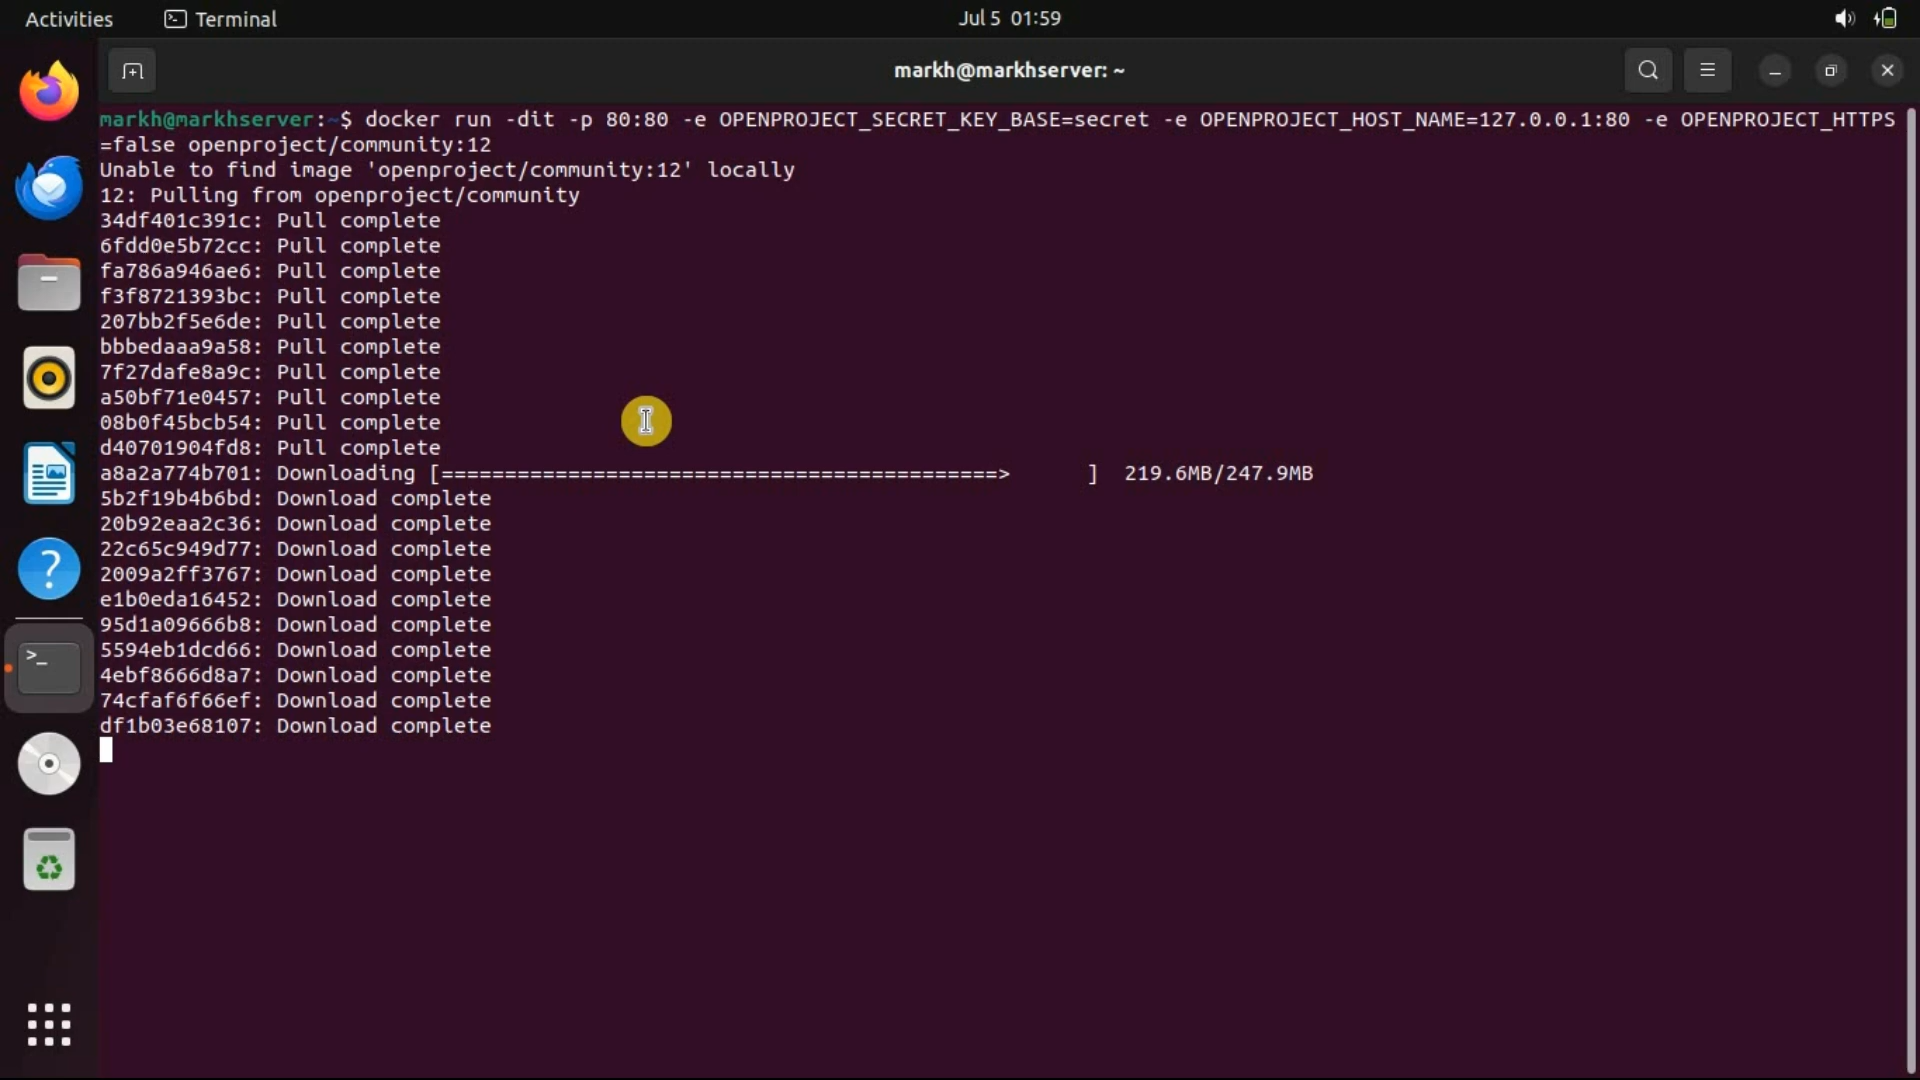 Activities Terminal Jul 5 01:59
markh@markhserver: ~
markh@markhserver:~$ docker run -dit -p 80:80 -e OPENPROJECT_SECRET_KEY_BASE=secret -e OPENPROJECT_HOST_NAME=127.0.0.1:80 -e OPENPROJECT_HTTPS
=false openproject/community:12
Unable to find image 'openproject/community:12' locally
12: Pulling from openproject/community
34df401c391c: Pull complete
6fdd0e5b72cc: Pull complete
fa786a946ae6: Pull complete
f3f8721393bc: Pull complete
207bb2f5e6de: Pull complete
bbbedaaa9a58: Pull complete
7f27dafe8a9c: Pull complete
a50bf71e0457: Pull complete
08b0f45bcb54: Pull complete
d40701904fd8: Pull complete
a8a2a774b701: Downloading [============================================>      ]  219.6MB/247.9MB
5b2f19b4b6bd: Download complete
20b92eaa2c36: Download complete
22c65c949d77: Download complete
2009a2ff3767: Download complete
e1b0eda16452: Download complete
95d1a09666b8: Download complete
5594eb1dcd66: Download complete
4ebf8666d8a7: Download complete
74cfaf6f66ef: Download complete
df1b03e68107: Download complete